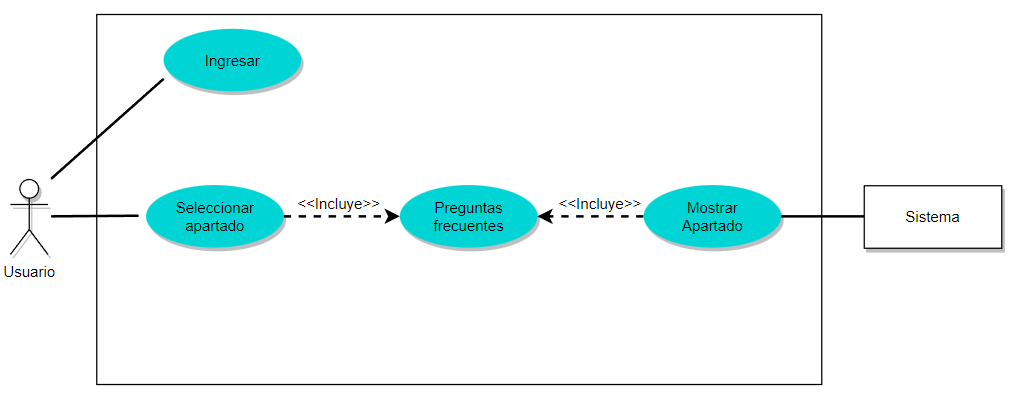 Ingresar
Seleccionar
apartado
<<Incluye>>
Preguntas
frecuentes
<<Incluye>>
Mostrar
Apartado
Sistema
Usuario